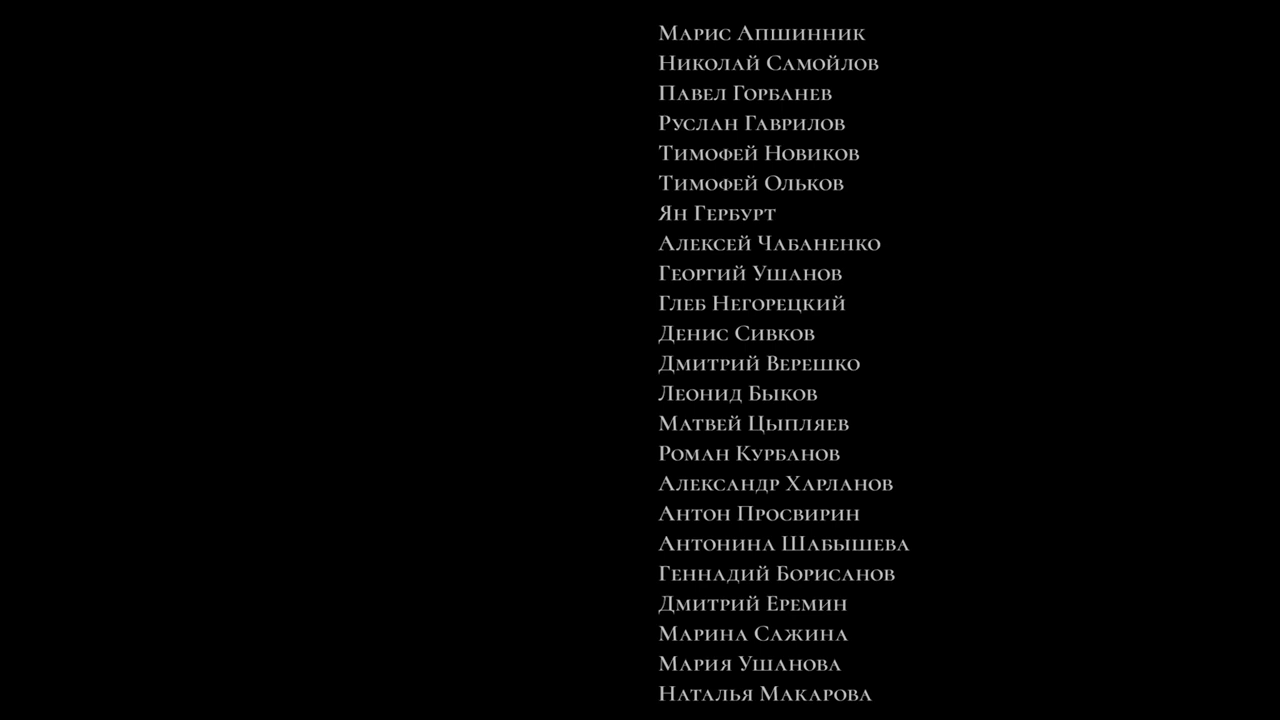 Марис Апшинник
Николай Самойлов
Павел Горбанев
Руслан Гаврилов
Тимофей Новиков
Тимофей Ольков
Ян Гербурт
Алексей Чабаненко
Георгий Ушанов
Глеб Негорецкий
Денис Сивков
Дмитрий Верешко
Леонид Быков
Матвей Цыпляев
Роман Курбанов
Александр Харланов
Антон Просвирин
Антонина Шабышева
Геннадий Борисанов
Дмитрий Еремин
Марина Сажина
Мария Ушанова
Наталья Макарова